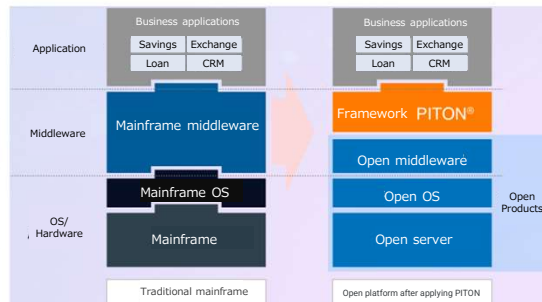 Business applications
Savings
Exchange
Loan
CRM
Business applications
Savings
Exchange
Loan
CRM
Application
Middleware
OS/
Hardware
Mainframe middleware
Mainframe OS
Mainframe
Framework PITON®
Open middleware
Open OS
Open server
Open
Products
Traditional mainframe
Open platform after applying PITON